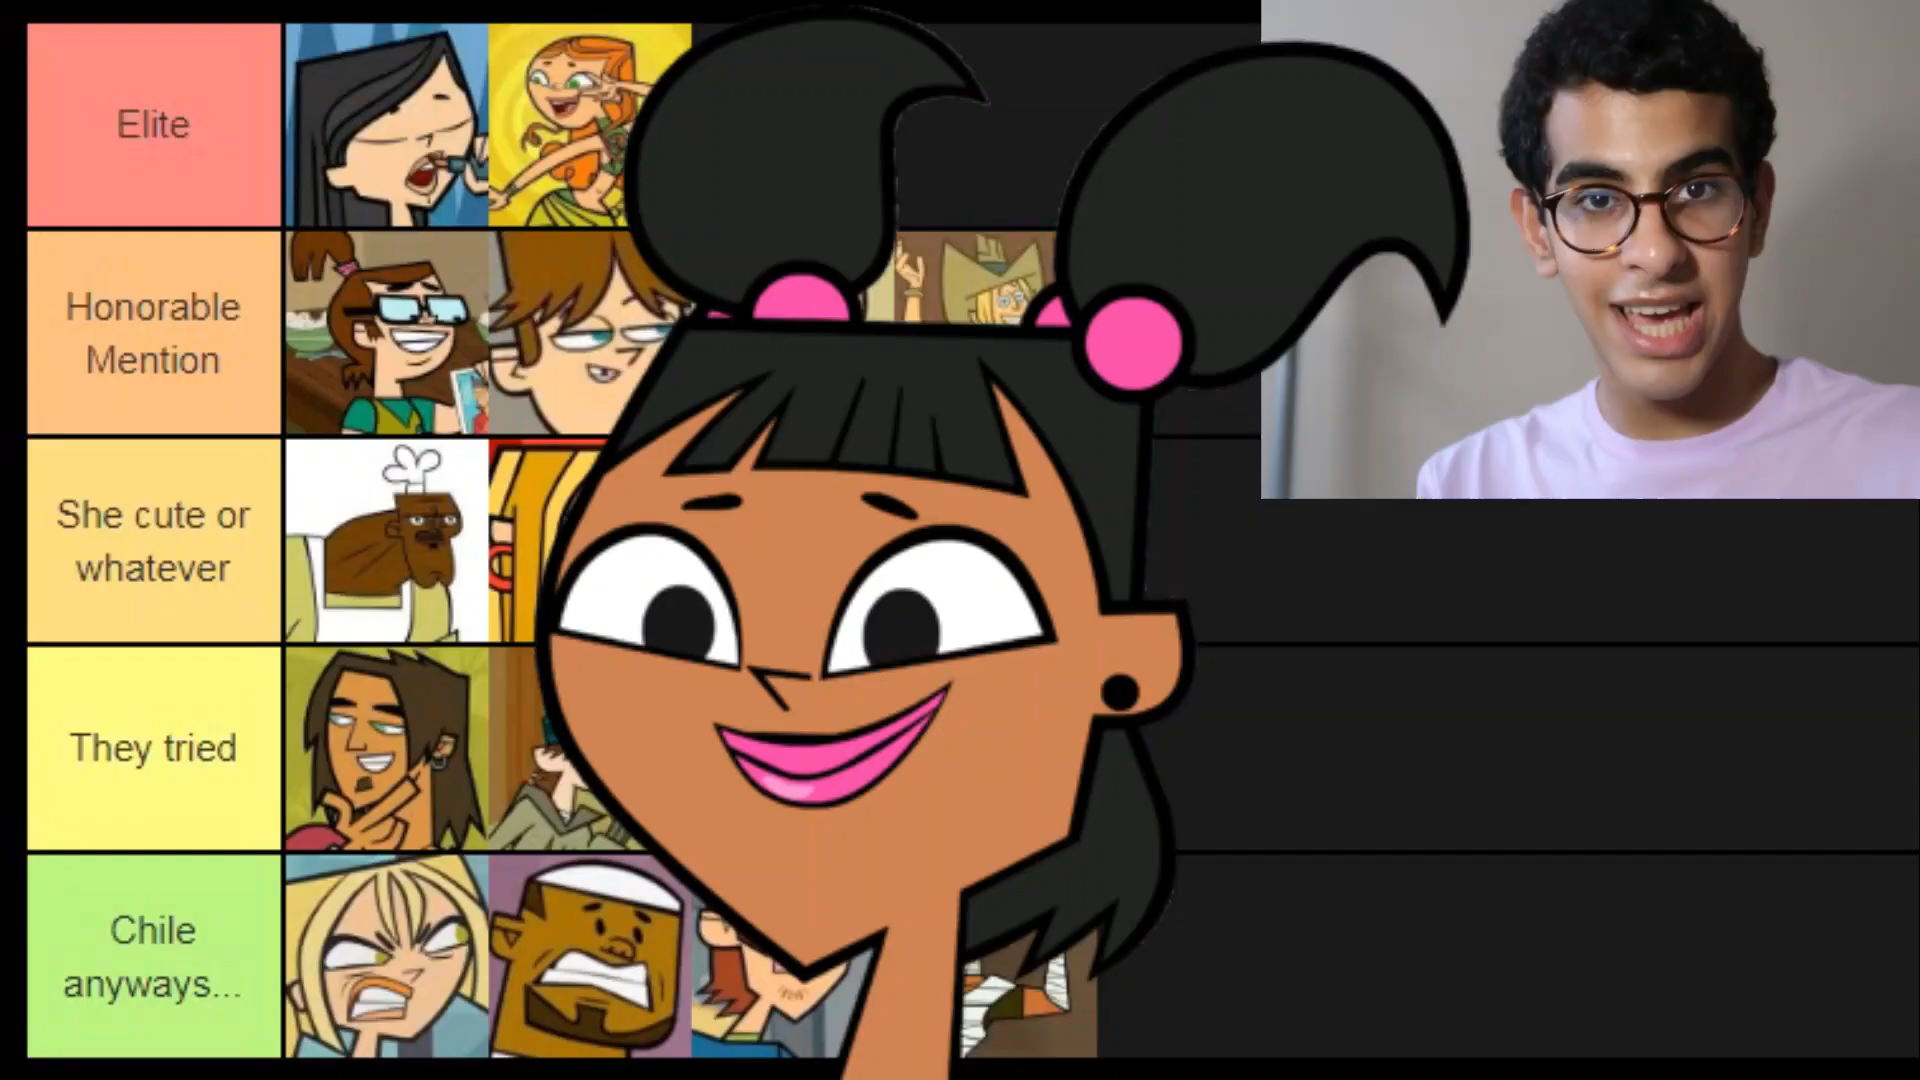 Elite
Honorable
Mention
She cute or
whatever
They tried
Chile
anyways...